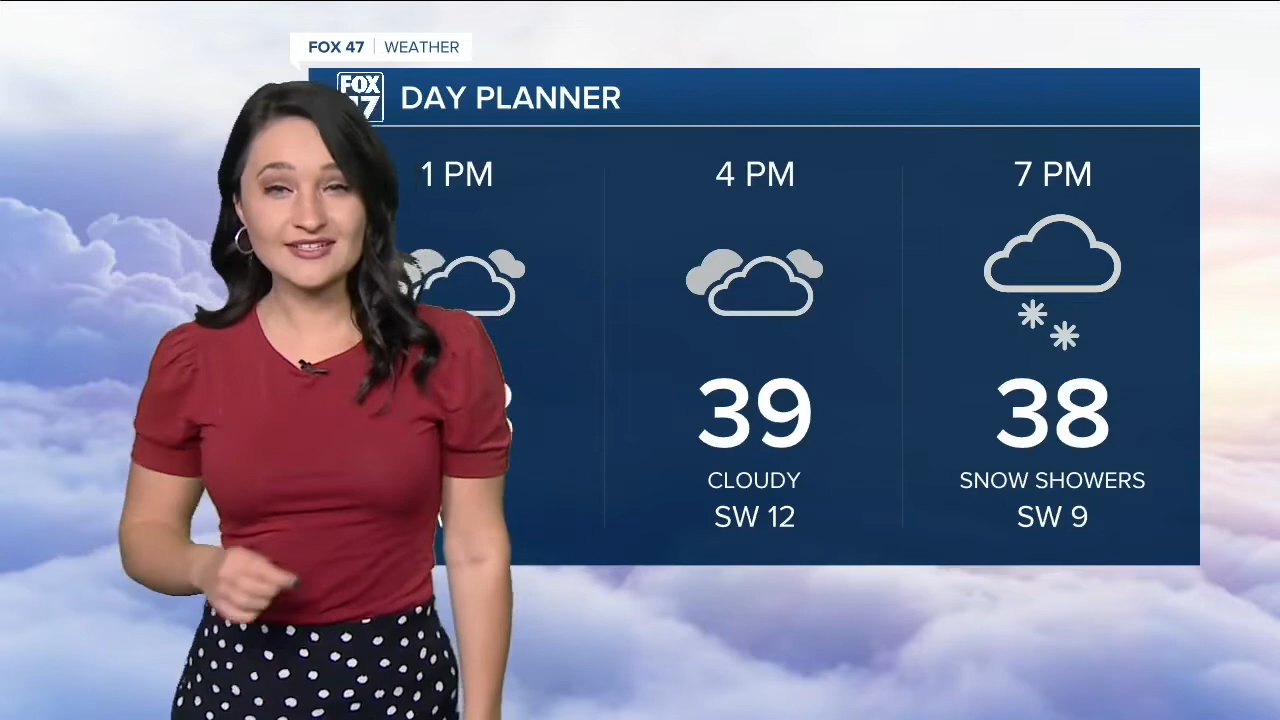 FOX 47 | WEATHER
FOX
DAY PLANNER
1 PM
4 PM
7 PM
39
38
CLOUDY
SNOW SHOWERS
SW 12
SW 9